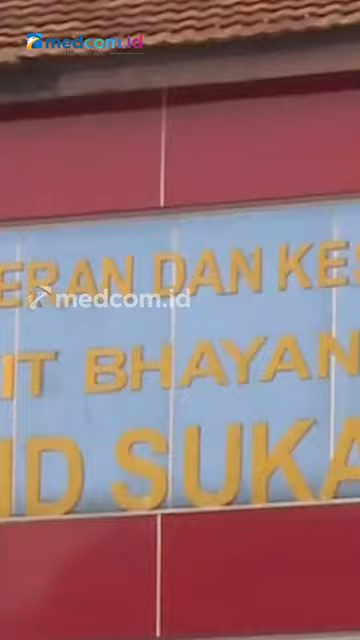 medcom.id
ERAN DAN KES
medcom.id
IT BHAYAN
ID SUKA